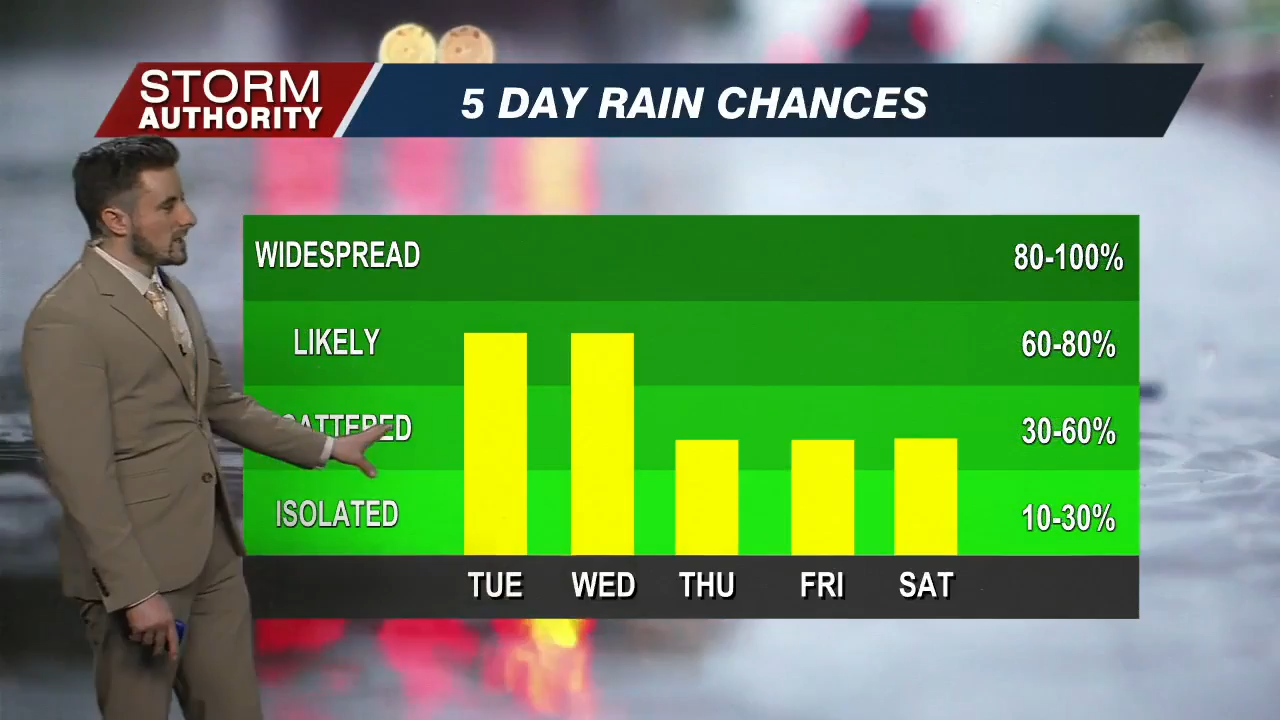 STORM
AUTHORITY
5 DAY RAIN CHANCES
WIDESPREAD 80-100%
LIKELY 60-80%
SCATTERED 30-60%
ISOLATED 10-30%
TUE WED THU FRI SAT